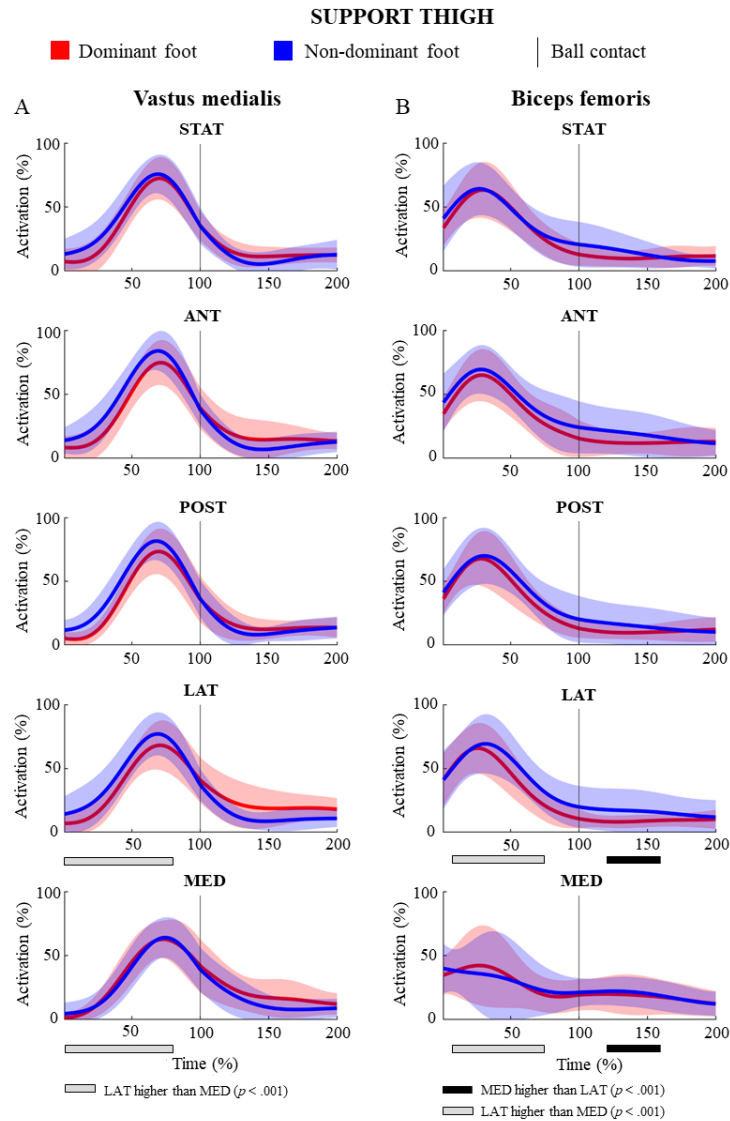 SUPPORT THIGH
Dominant foot Non-dominant foot Ball contact
A Vastus medialis B Biceps femoris
STAT STAT
100 100
Activation (%) Activation (%)
50 50
0 0
50 100 150 200 50 100 150 200
ANT ANT
100 100
Activation (%) Activation (%)
50 50
0 0
50 100 150 200 50 100 150 200
POST POST
100 100
Activation (%) Activation (%)
50 50
0 0
50 100 150 200 50 100 150 200
LAT LAT
100 100
Activation (%) Activation (%)
50 50
0 0
50 100 150 200 50 100 150 200
MED MED
100 100
Activation (%) Activation (%)
50 50
0 0
50 100 150 200 50 100 150 200
Time (%) Time (%)
LAT higher than MED (p < .001) MED higher than LAT (p < .001)
LAT higher than MED (p < .001)